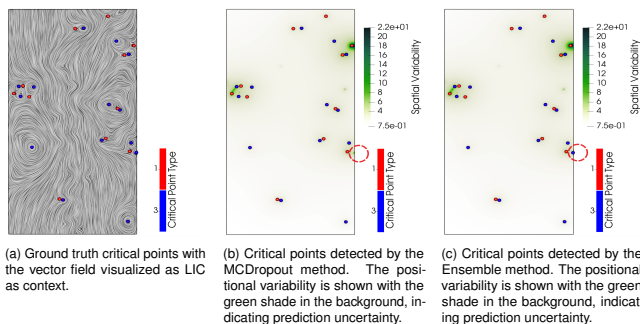 2.2e+01
20
18
16
14
12
10
8
6
4
7.5e-01
Spatial Variability
2.2e+01
20
18
16
14
12
10
8
6
4
7.5e-01
Spatial Variability
1
3
Critical Point Type
1
3
Critical Point Type
1
3
Critical Point Type
(a) Ground truth critical points with
the vector field visualized as LIC
as context.
(b) Critical points detected by the
MCDropout method. The posi-
tional variability is shown with the
green shade in the background, in-
dicating prediction uncertainty.
(c) Critical points detected by the
Ensemble method. The positional
variability is shown with the green
shade in the background, indicat-
ing prediction uncertainty.